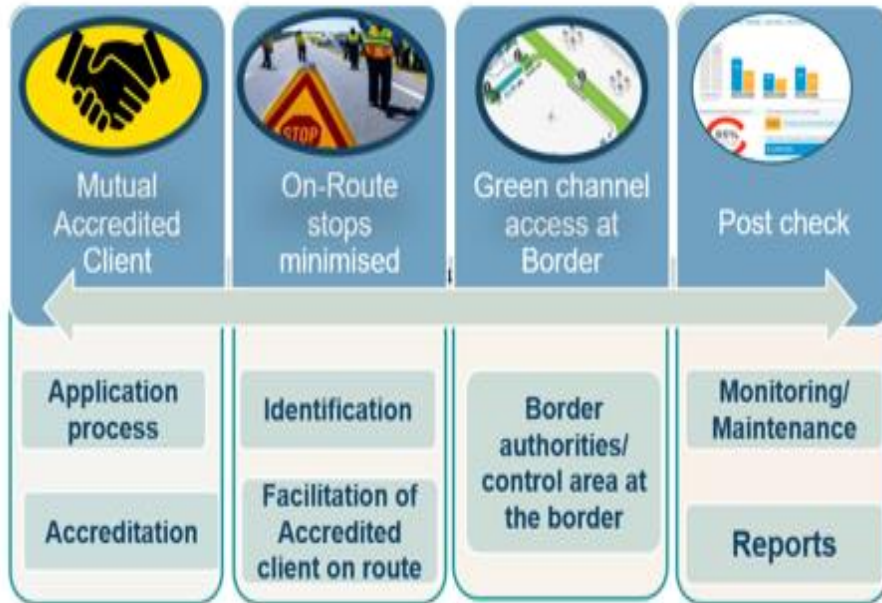 Mutual
Accredited
Client
STOP
On-Route
stops
minimised
Green channel
access at
Border
Post check
Application
process
Accreditation
Identification
Facilitation of
Accredited
client on route
Border
authorities/
control area at
the border
Monitoring/
Maintenance
Reports